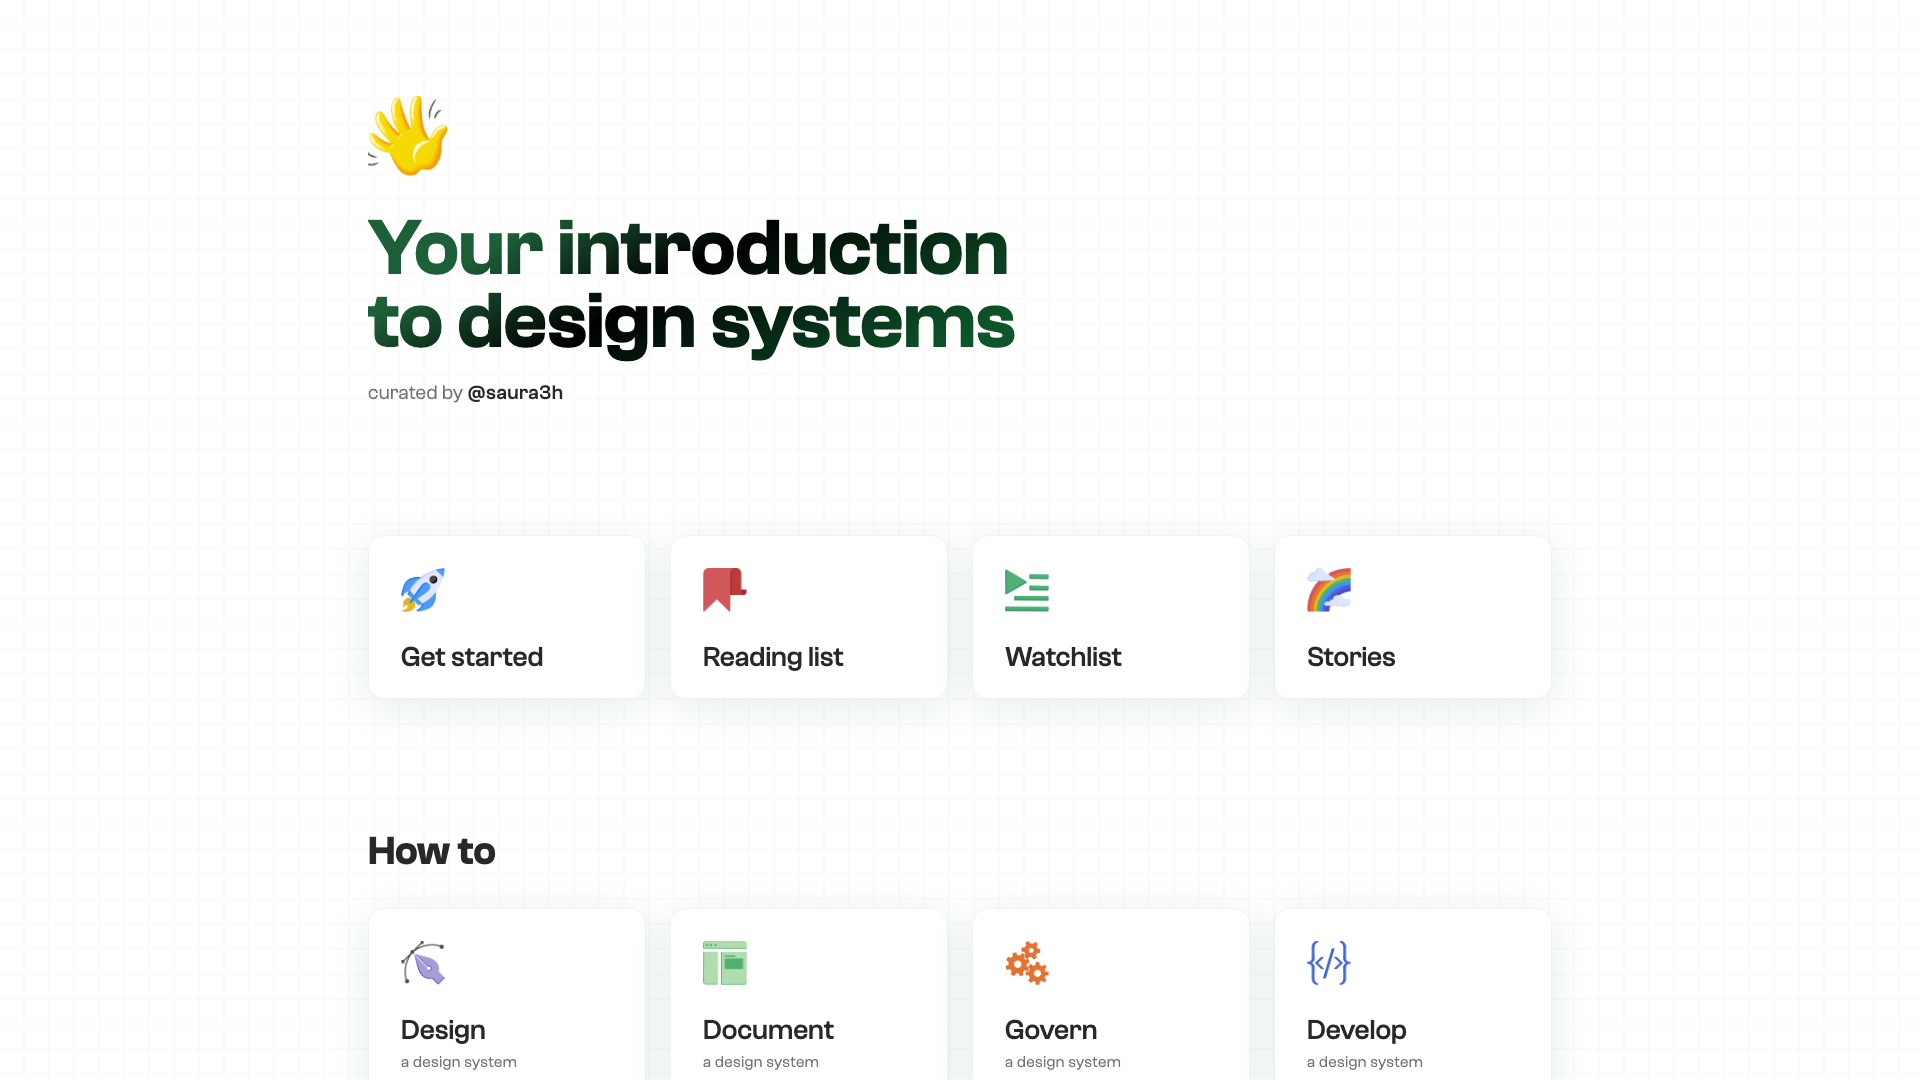 Your introduction
to design systems
curated by @saura3h
Get started
Reading list
Watchlist
Stories
How to
Design
a design system
Document
a design system
Govern
a design system
Develop
a design system